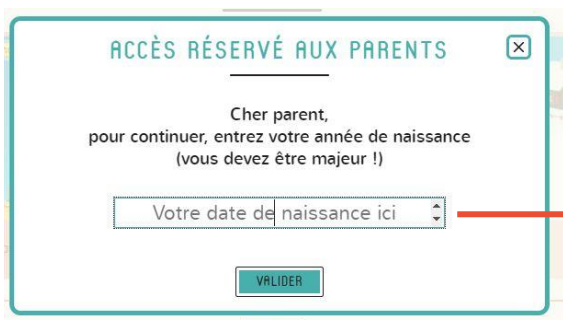 ACCÈS RÉSERVÉ AUX PARENTS
Cher parent,
pour continuer, entrez votre année de naissance
(vous devez être majeur !)
Votre date de naissance ici
VALIDER